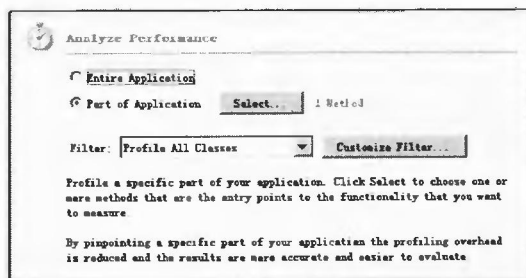 Analyze Performance
Entire Application
Part of Application Select... 1 Method
Filter: Profile All Classes Customize Filter...
Profile a specific part of your application. Click Select to choose one or
more methods that are the entry points to the functionality that you want
to measure
By pinpointing a specific part of your application the profiling overhead
is reduced and the results are more accurate and easier to evaluate